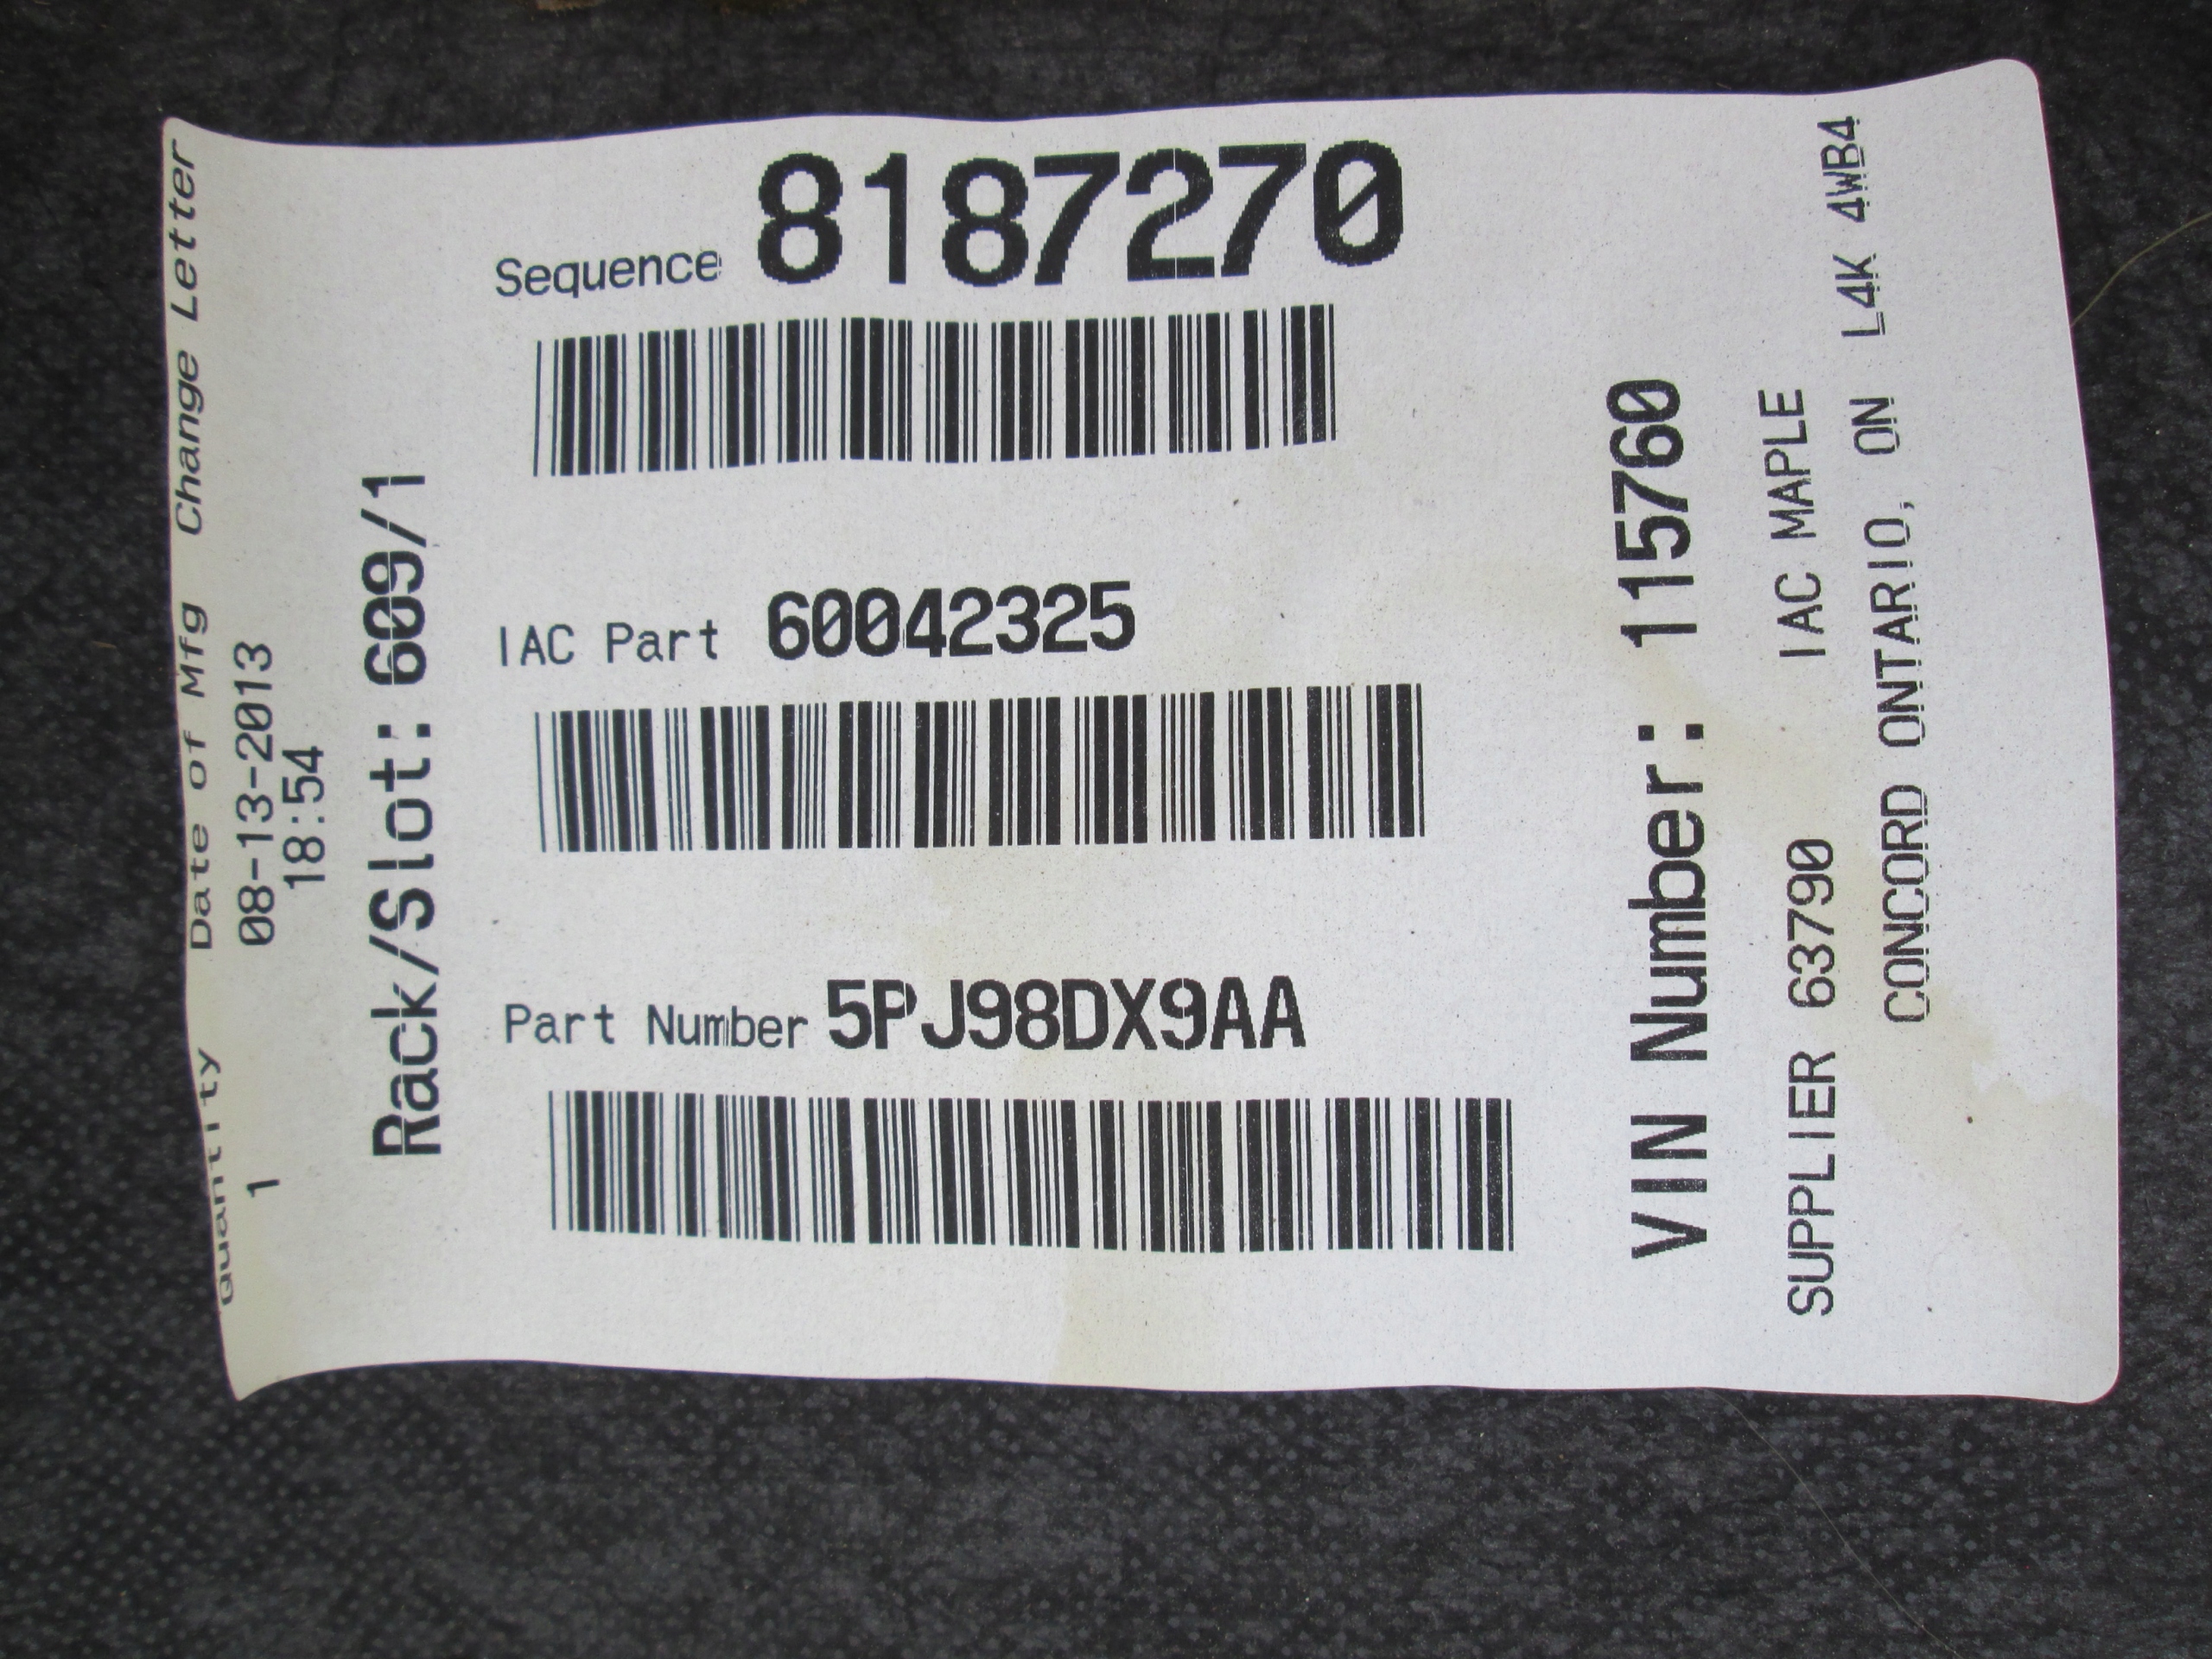 Quantity Date of Mfg Change Letter
1 08-13-2013
18:54
Rack/Slot: 609/1
Sequence 8187270
IAC Part 60042325
Part Number 5PJ98DX9AA
VIN Number: 115760
SUPPLIER 63790 IAC MAPLE
CONCORD ONTARIO, ON L4K 4WB4